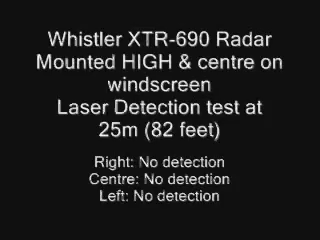 Whistler XTR-690 Radar
Mounted HIGH & centre on
windscreen
Laser Detection test at
25m (82 feet)
Right: No detection
Centre: No detection
Left: No detection